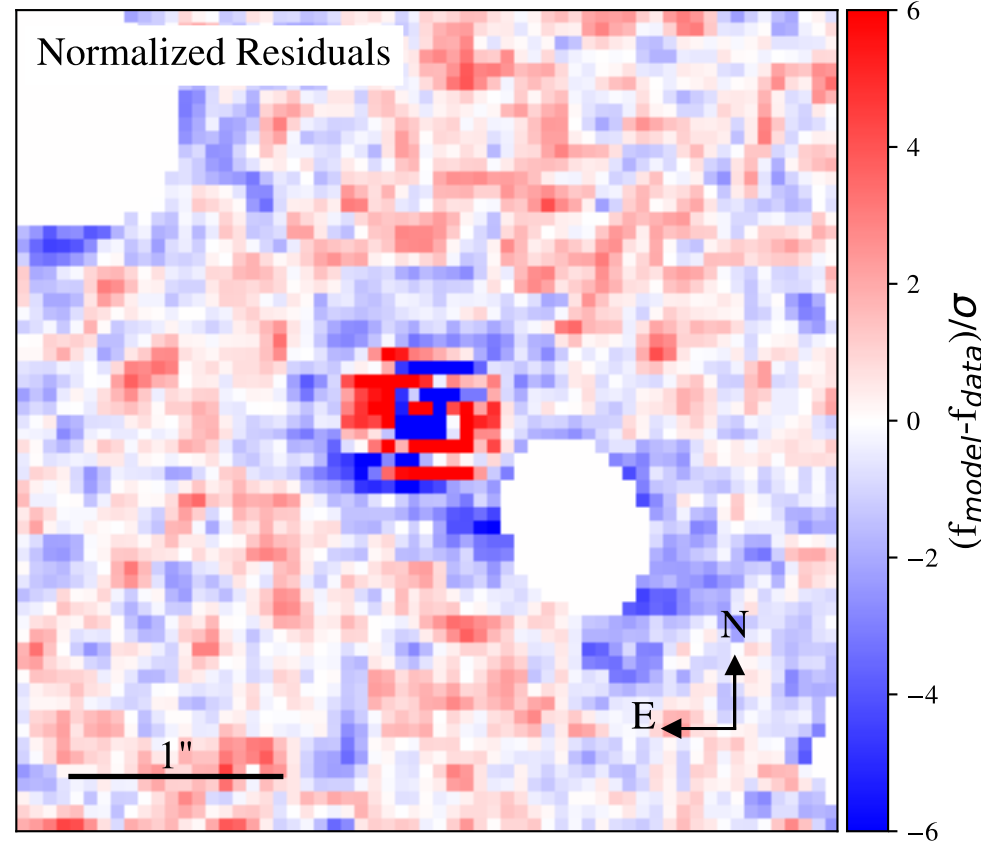 Normalized Residuals
6
4
2
0
−2
−4
−6
(f_model-f_data)/σ
N
E
1"